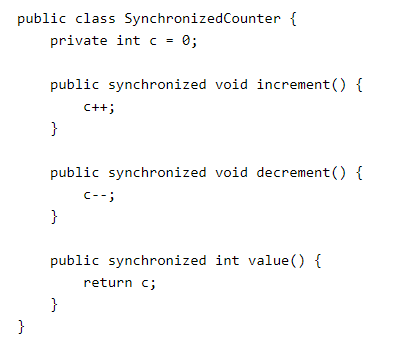 public class SynchronizedCounter {
    private int c = 0;

    public synchronized void increment() {
        c++;
    }

    public synchronized void decrement() {
        c--;
    }

    public synchronized int value() {
        return c;
    }
}